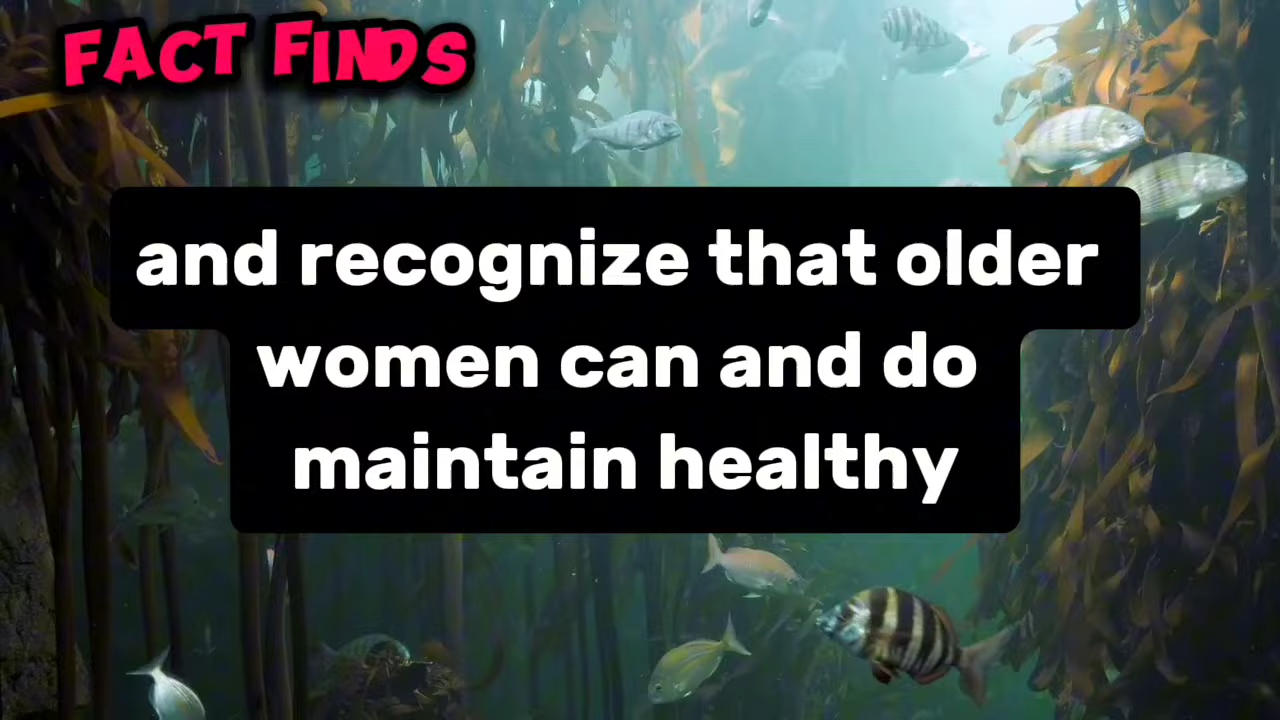 FACT FINDS
and recognize that older
women can and do
maintain healthy